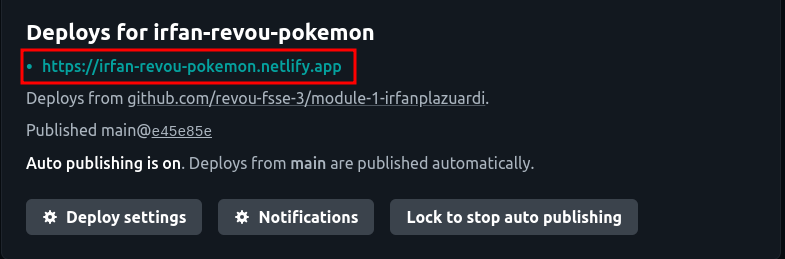 Deploys for irfan-revou-pokemon
• https://irfan-revou-pokemon.netlify.app
Deploys from github.com/revou-fsse-3/module-1-irfanplazuardi.
Published main@e45e85e
Auto publishing is on. Deploys from main are published automatically.
Deploy settings Notifications Lock to stop auto publishing